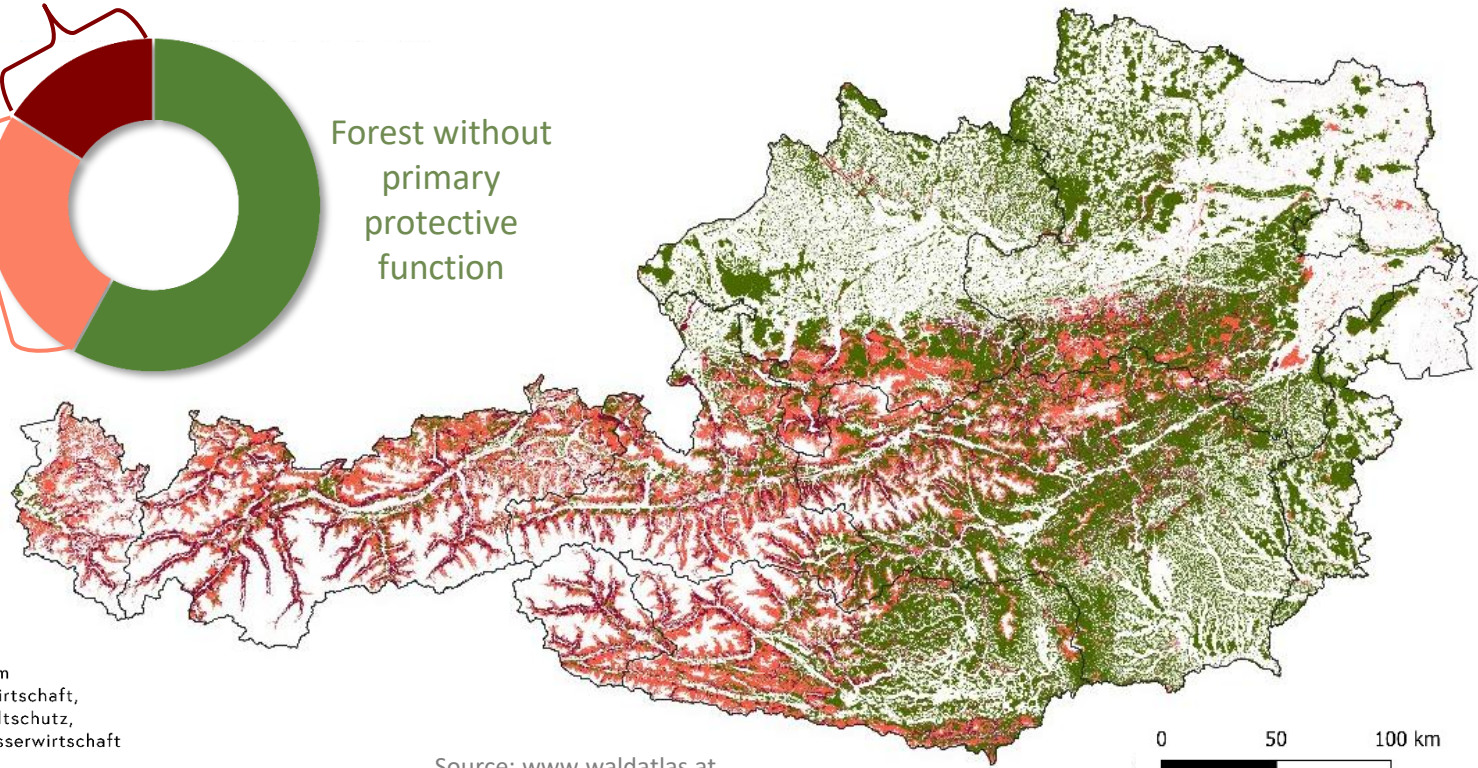 Forest without
primary
protective
function
irtschaft,
ltschutz,
sserwirtschaft
Source: www.waldatlas.at
0 50 100 km